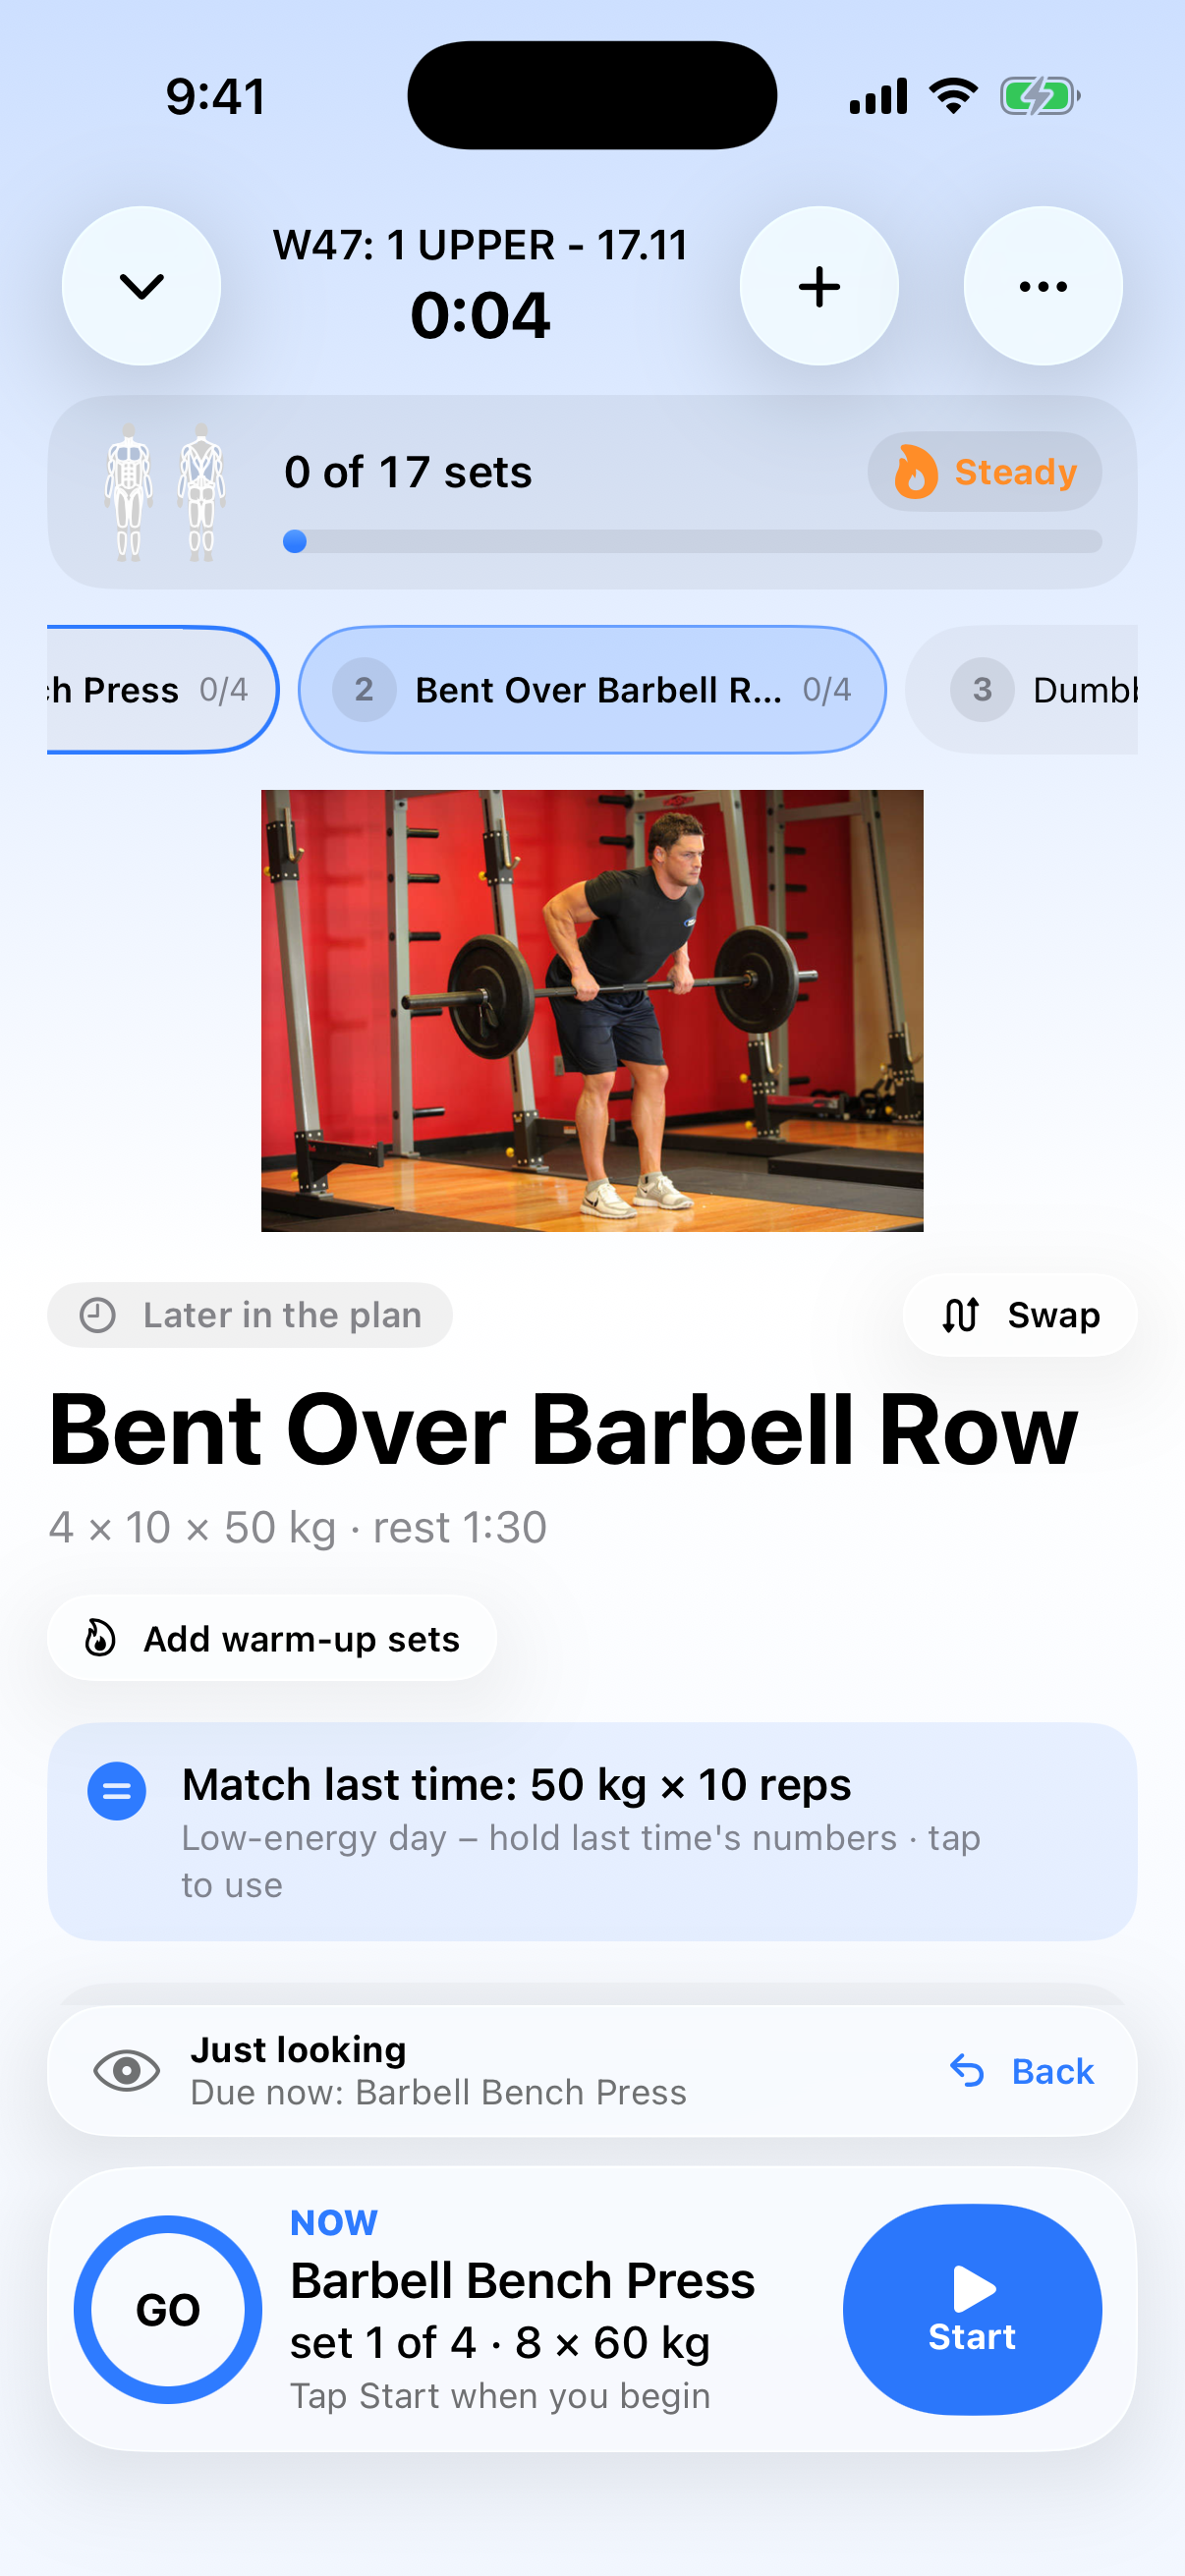 9:41
W47: 1 UPPER - 17.11
0:04
0 of 17 sets
Steady
ch Press 0/4
2 Bent Over Barbell R... 0/4
3 Dumbb
Later in the plan
Swap
Bent Over Barbell Row
4 × 10 × 50 kg · rest 1:30
Add warm-up sets
Match last time: 50 kg × 10 reps
Low-energy day – hold last time's numbers · tap
to use
Just looking
Due now: Barbell Bench Press
Back
NOW
GO
Barbell Bench Press
set 1 of 4 · 8 × 60 kg
Tap Start when you begin
Start